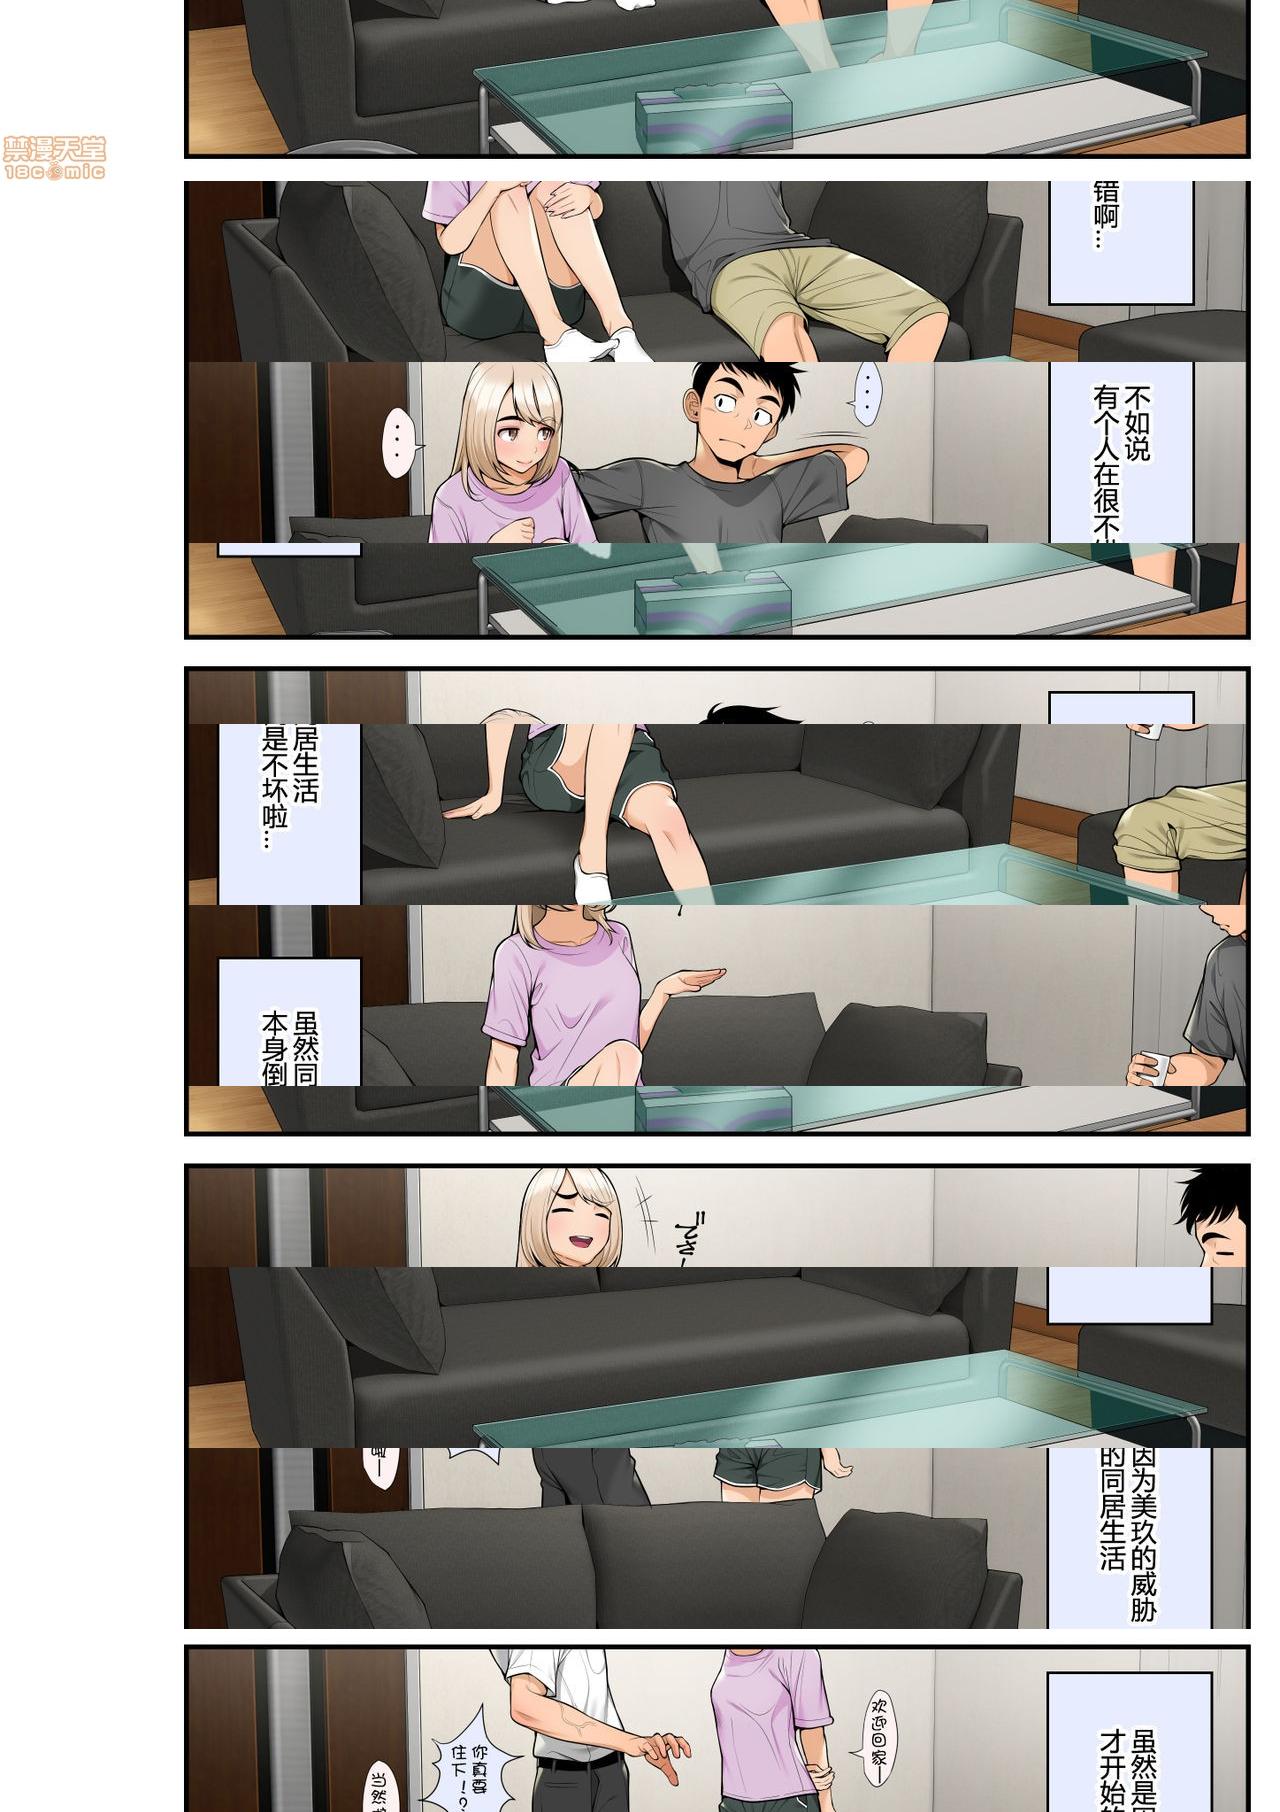 禁漫天堂
18comic
错啊…
不如说
有个人在很不
居生活
是不坏啦…
虽然同
本身倒
因为美玖的威胁
的同居生活
欢迎回家—
你真要
住下！？
虽然是
才开始
当然
啦—